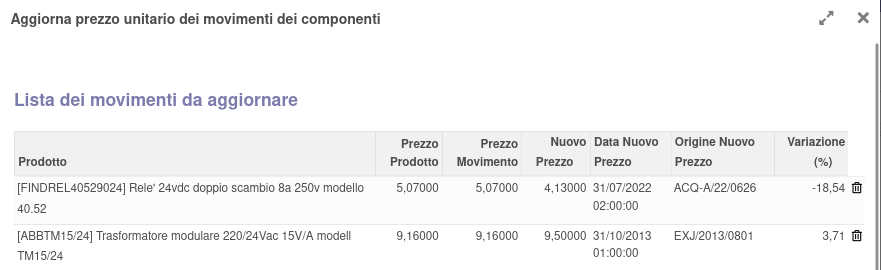 Aggiorna prezzo unitario dei movimenti dei componenti
Lista dei movimenti da aggiornare
Prodotto Prezzo Prodotto Prezzo Movimento Nuovo Prezzo Data Nuovo Prezzo Origine Nuovo Prezzo Variazione (%)
[FINDREL40529024] Rele' 24vdc doppio scambio 8a 250v modello 5,07000 5,07000 4,13000 31/07/2022 ACQ-A/22/0626 -18,54
40.52 02:00:00
[ABBTM15/24] Trasformatore modulare 220/24Vac 15V/A modell 9,16000 9,16000 9,50000 31/10/2013 EXJ/2013/0801 3,71
TM15/24 01:00:00